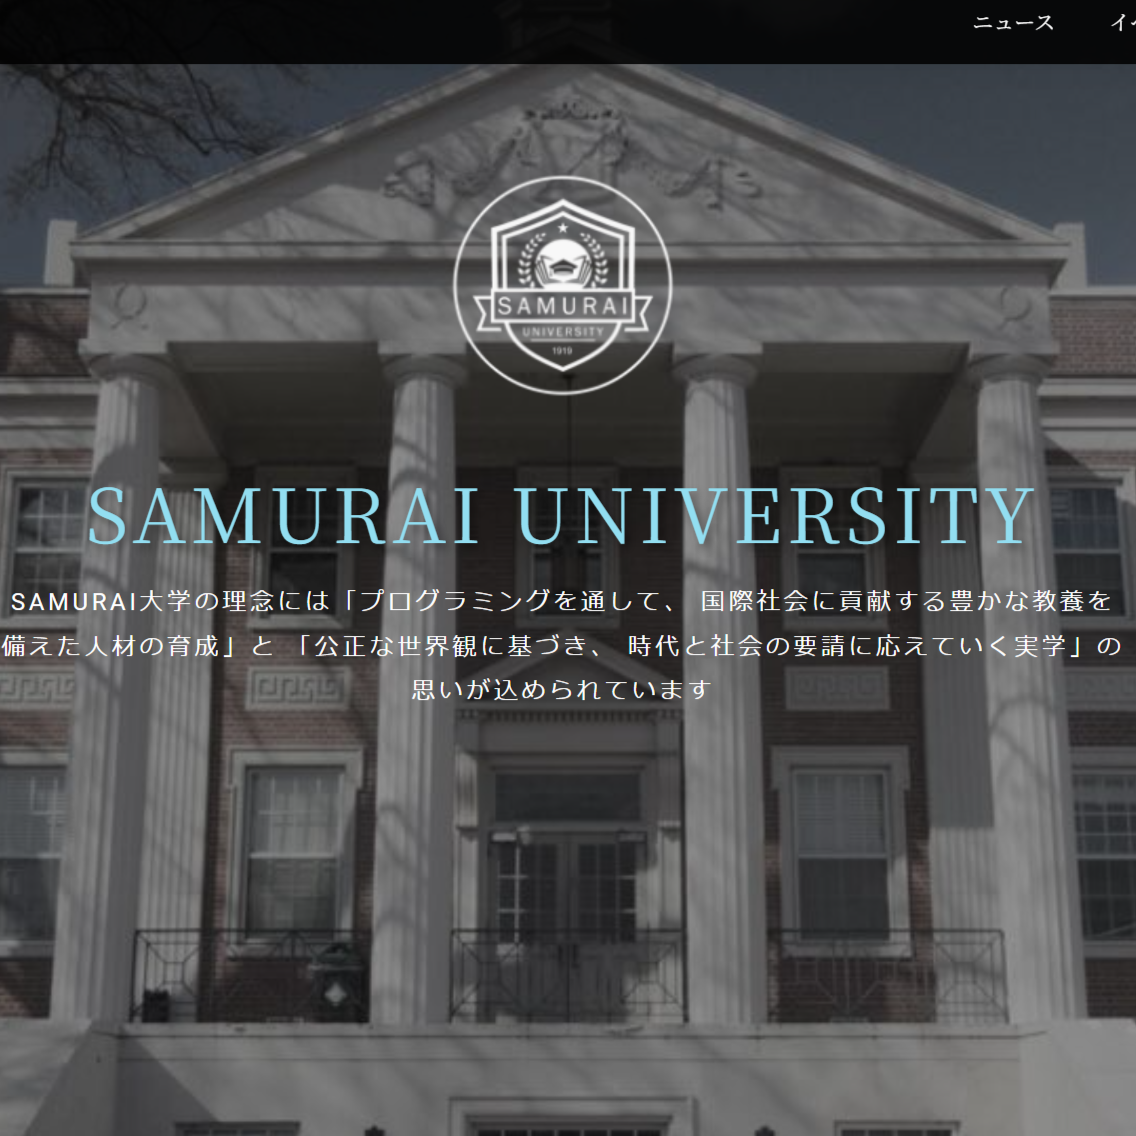 ニュース イ
SAMURAI
UNIVERSITY
1919
SAMURAI UNIVERSITY
SAMURAI大学の理念には「プログラミングを通して、 国際社会に貢献する豊かな教養を
備えた人材の育成」と 「公正な世界観に基づき、 時代と社会の要請に応えていく実学」の
思いが込められています